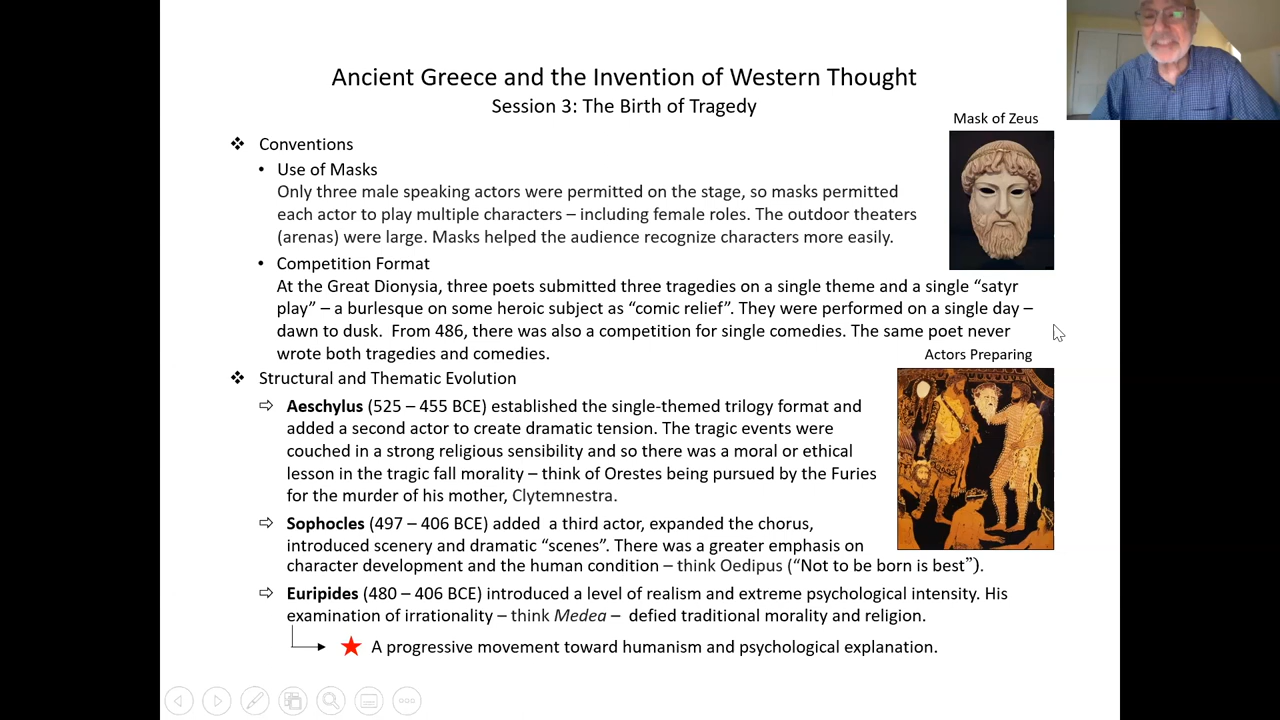 Ancient Greece and the Invention of Western Thought
Session 3: The Birth of Tragedy
Mask of Zeus
❖ Conventions
• Use of Masks
Only three male speaking actors were permitted on the stage, so masks permitted
each actor to play multiple characters – including female roles. The outdoor theaters
(arenas) were large. Masks helped the audience recognize characters more easily.
• Competition Format
At the Great Dionysia, three poets submitted three tragedies on a single theme and a single “satyr
play” – a burlesque on some heroic subject as “comic relief”. They were performed on a single day –
dawn to dusk.  From 486, there was also a competition for single comedies. The same poet never
wrote both tragedies and comedies.
Actors Preparing
❖ Structural and Thematic Evolution
⇨ Aeschylus (525 – 455 BCE) established the single-themed trilogy format and
added a second actor to create dramatic tension. The tragic events were
couched in a strong religious sensibility and so there was a moral or ethical
lesson in the tragic fall morality – think of Orestes being pursued by the Furies
for the murder of his mother, Clytemnestra.
⇨ Sophocles (497 – 406 BCE) added  a third actor, expanded the chorus,
introduced scenery and dramatic “scenes”. There was a greater emphasis on
character development and the human condition – think Oedipus (“Not to be born is best”).
⇨ Euripides (480 – 406 BCE) introduced a level of realism and extreme psychological intensity. His
examination of irrationality – think Medea –  defied traditional morality and religion.
★ A progressive movement toward humanism and psychological explanation.